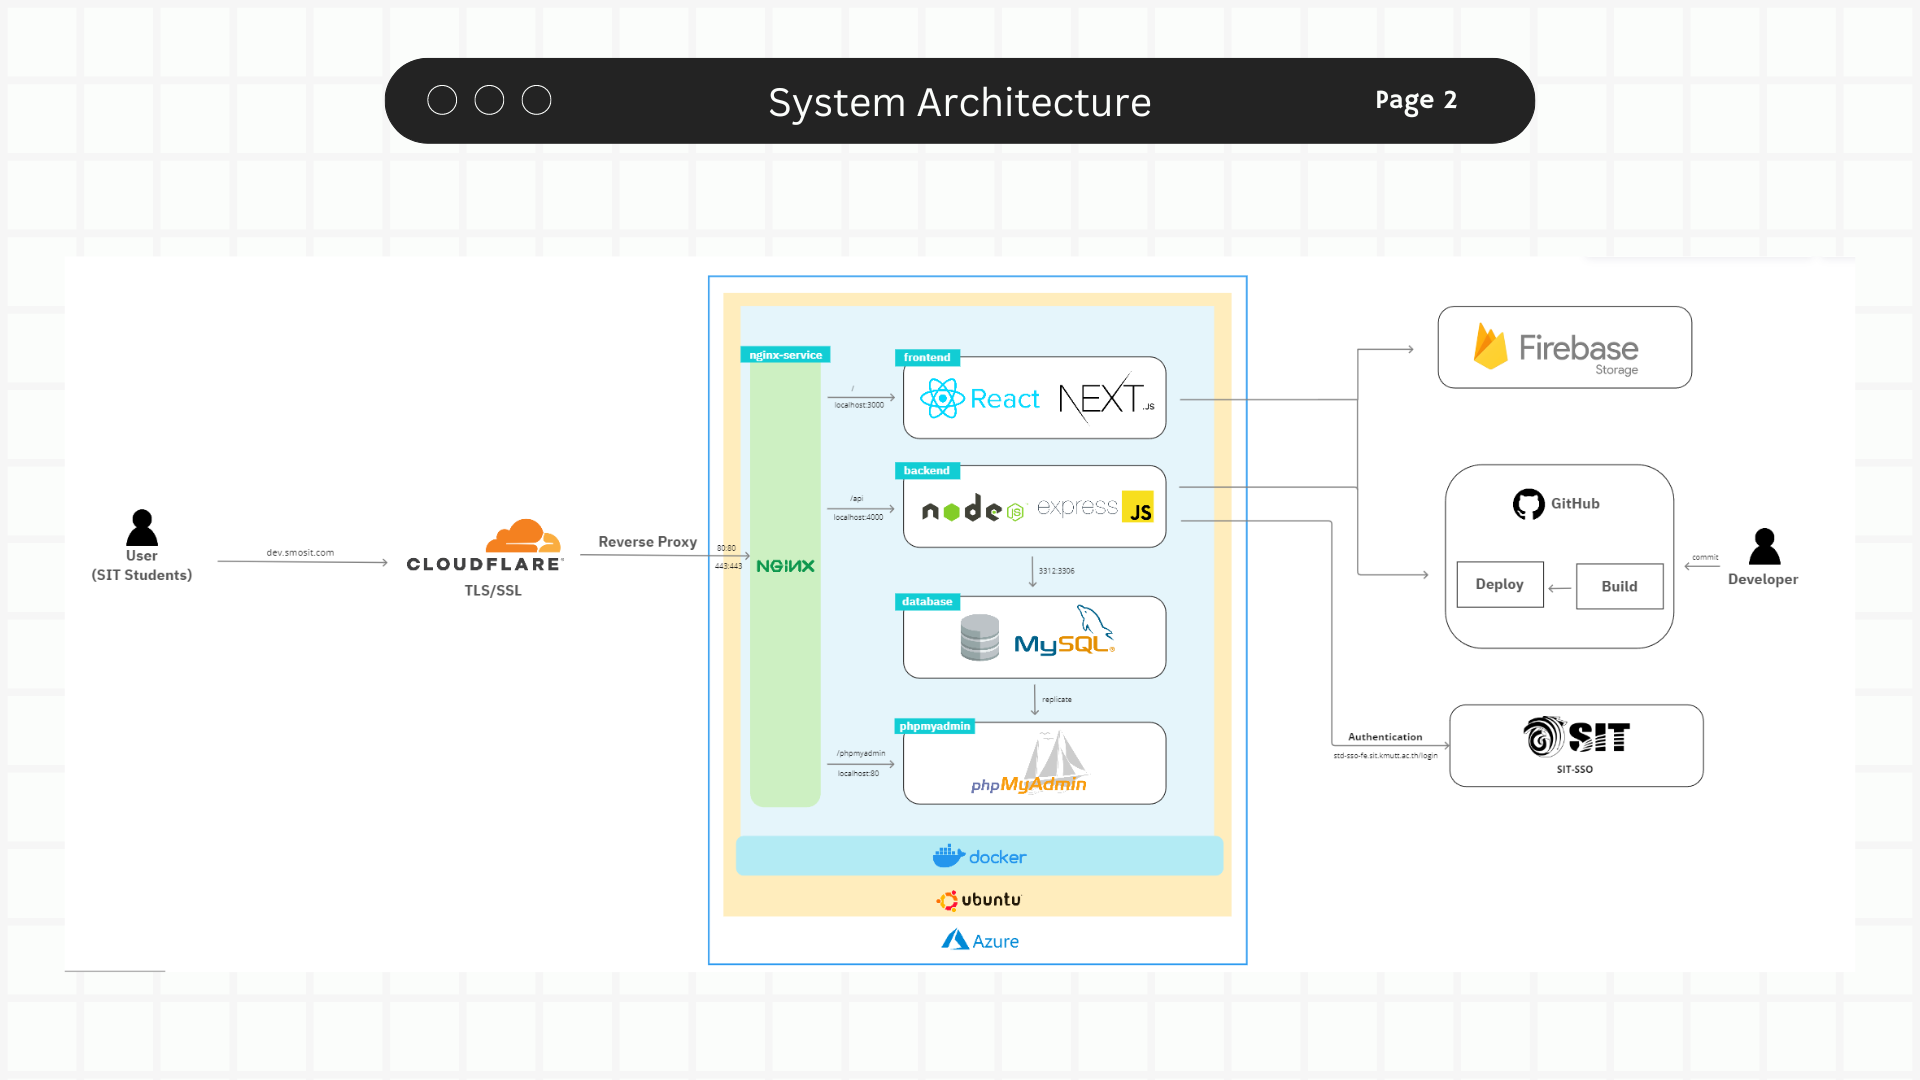 System Architecture
Page 2
User
(SIT Students)
dev.smosit.com
CLOUDFLARE
TLS/SSL
Reverse Proxy
80:80
443:443
nginx-service
NGINX
/
localhost:3000
/api
localhost:4000
/phpmyadmin
localhost:80
frontend
React
NEXT.JS
backend
node JS
express
JS
3312:3306
database
MySQL
replicate
phpmyadmin
phpMyAdmin
docker
ubuntu
Azure
Firebase
Storage
GitHub
Deploy
Build
commit
Developer
Authentication
std-sso-fe.sit.kmutt.ac.th/login
SIT
SIT-SSO